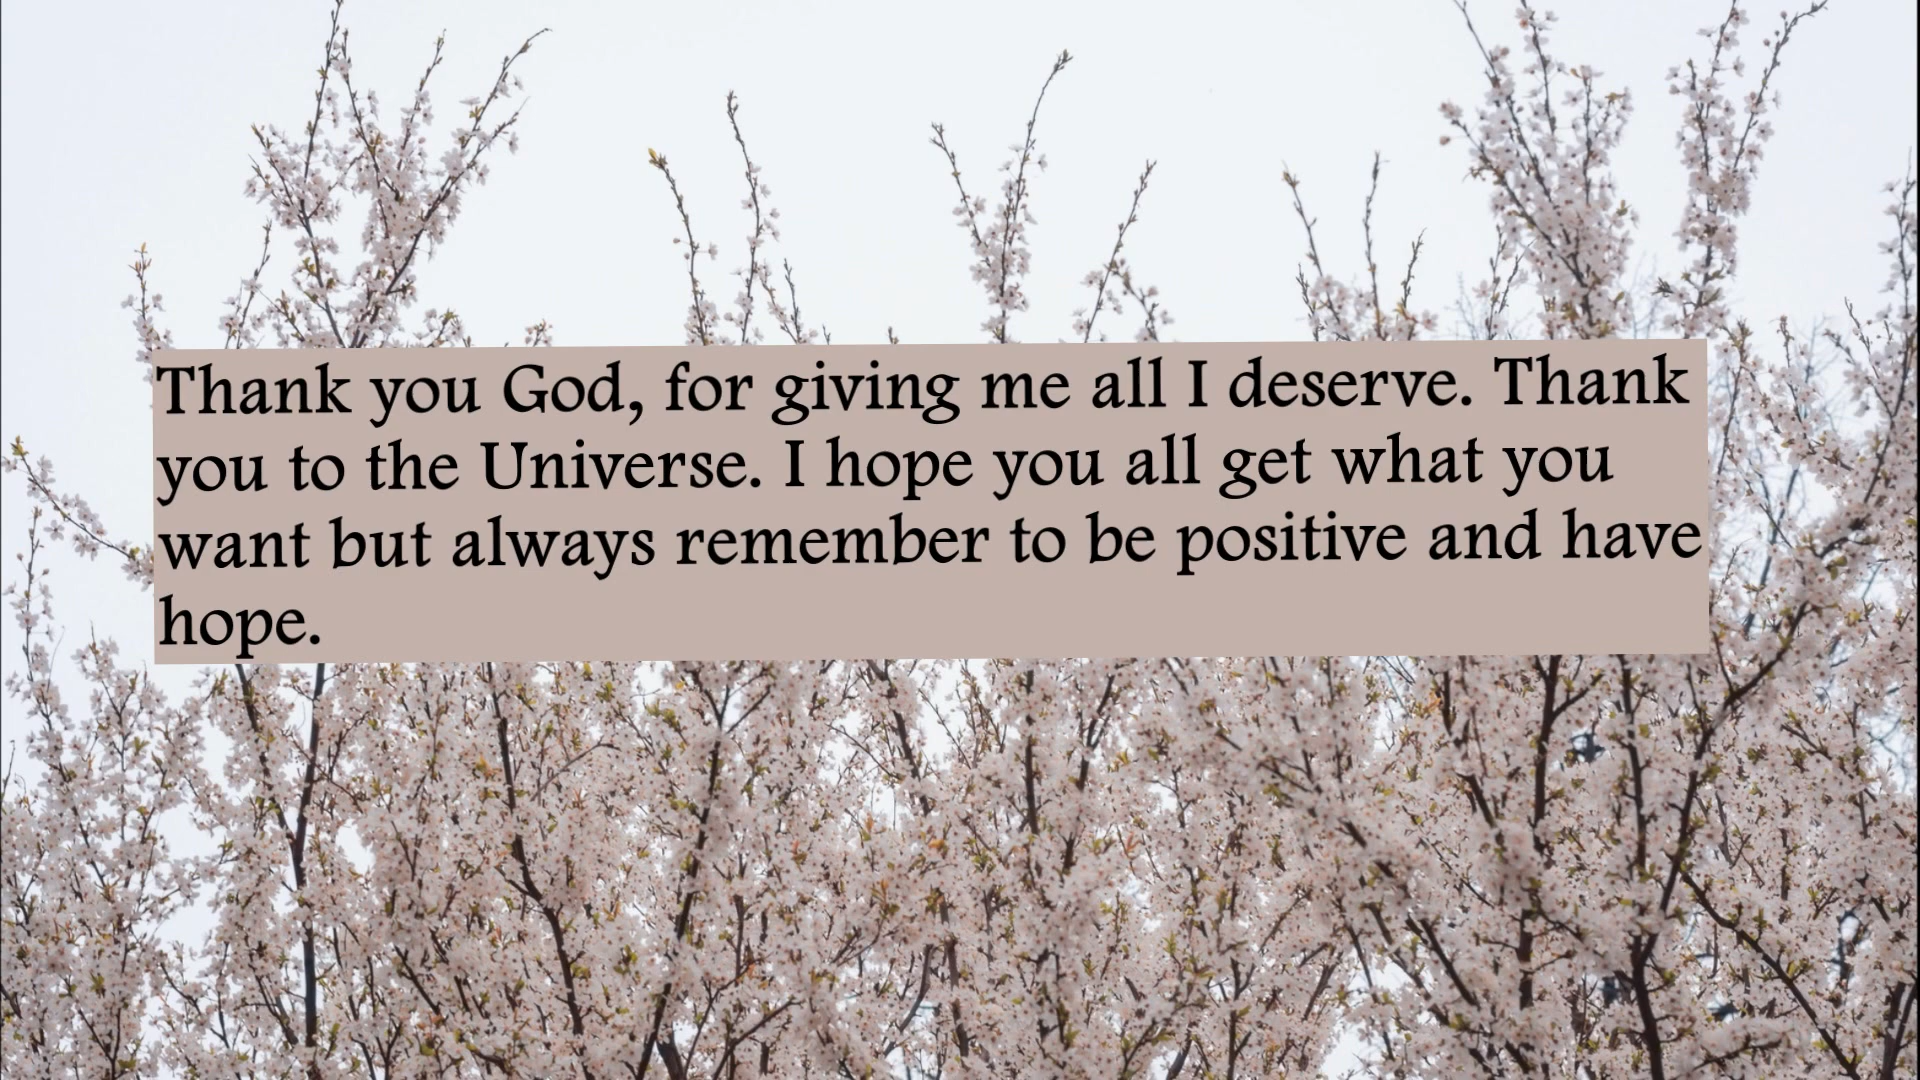 Thank you God, for giving me all I deserve. Thank
you to the Universe. I hope you all get what you
want but always remember to be positive and have
hope.